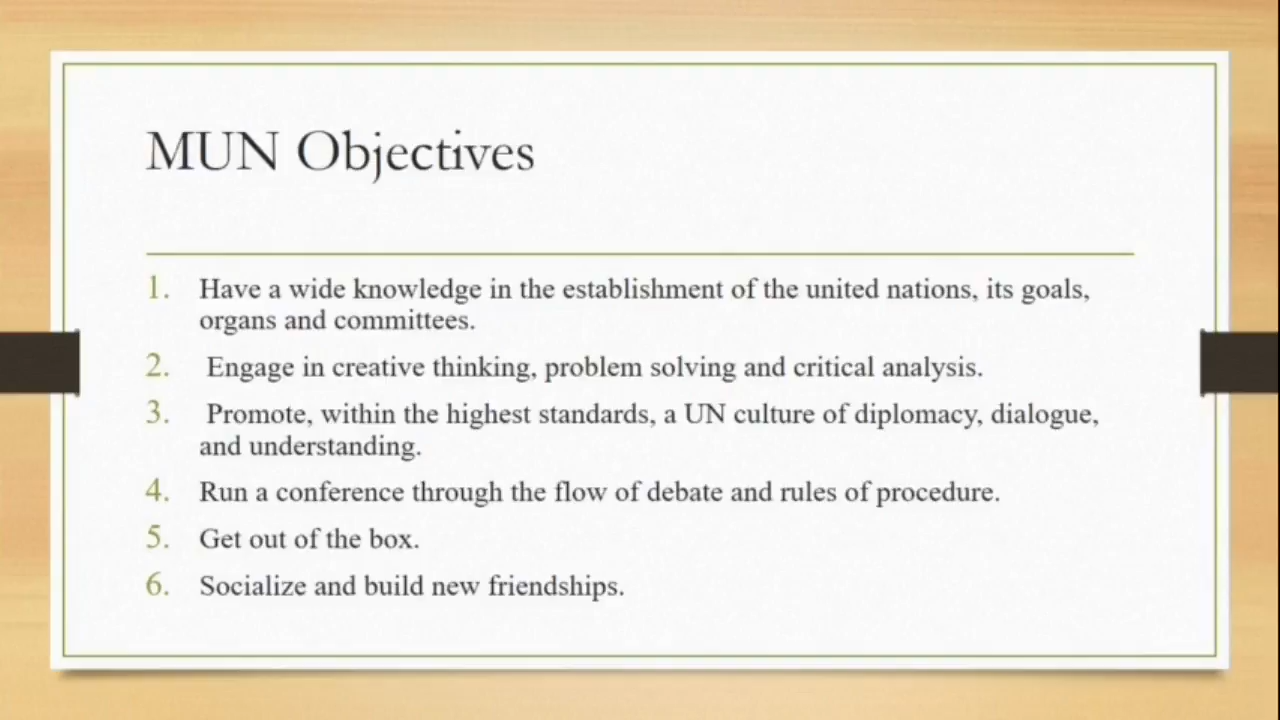 MUN Objectives
1. Have a wide knowledge in the establishment of the united nations, its goals,
organs and committees.
2. Engage in creative thinking, problem solving and critical analysis.
3. Promote, within the highest standards, a UN culture of diplomacy, dialogue,
and understanding.
4. Run a conference through the flow of debate and rules of procedure.
5. Get out of the box.
6. Socialize and build new friendships.